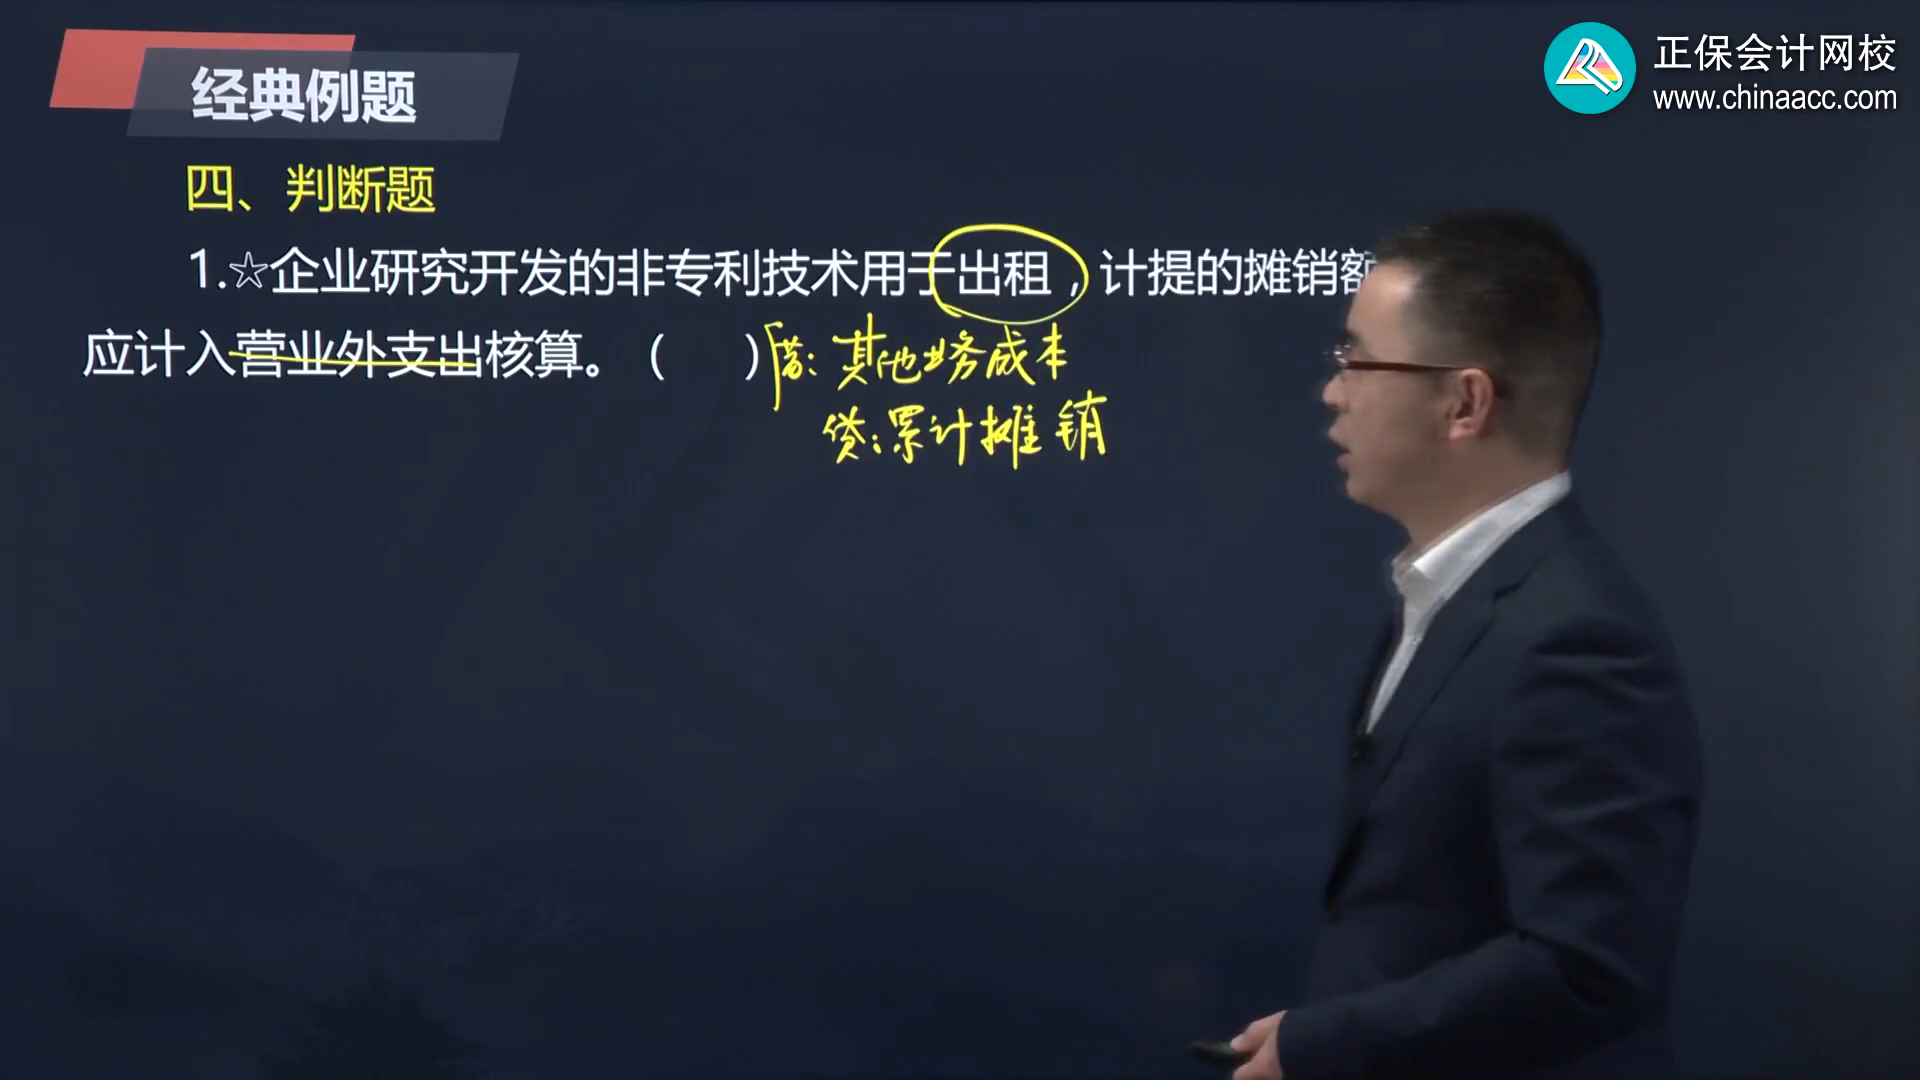 正保会计网校
www.chinaacc.com
经典例题
四、判断题
1.☆企业研究开发的非专利技术用于出租，计提的摊销额
应计入营业外支出核算。（ ）
借：其他业务成本
贷：累计摊销